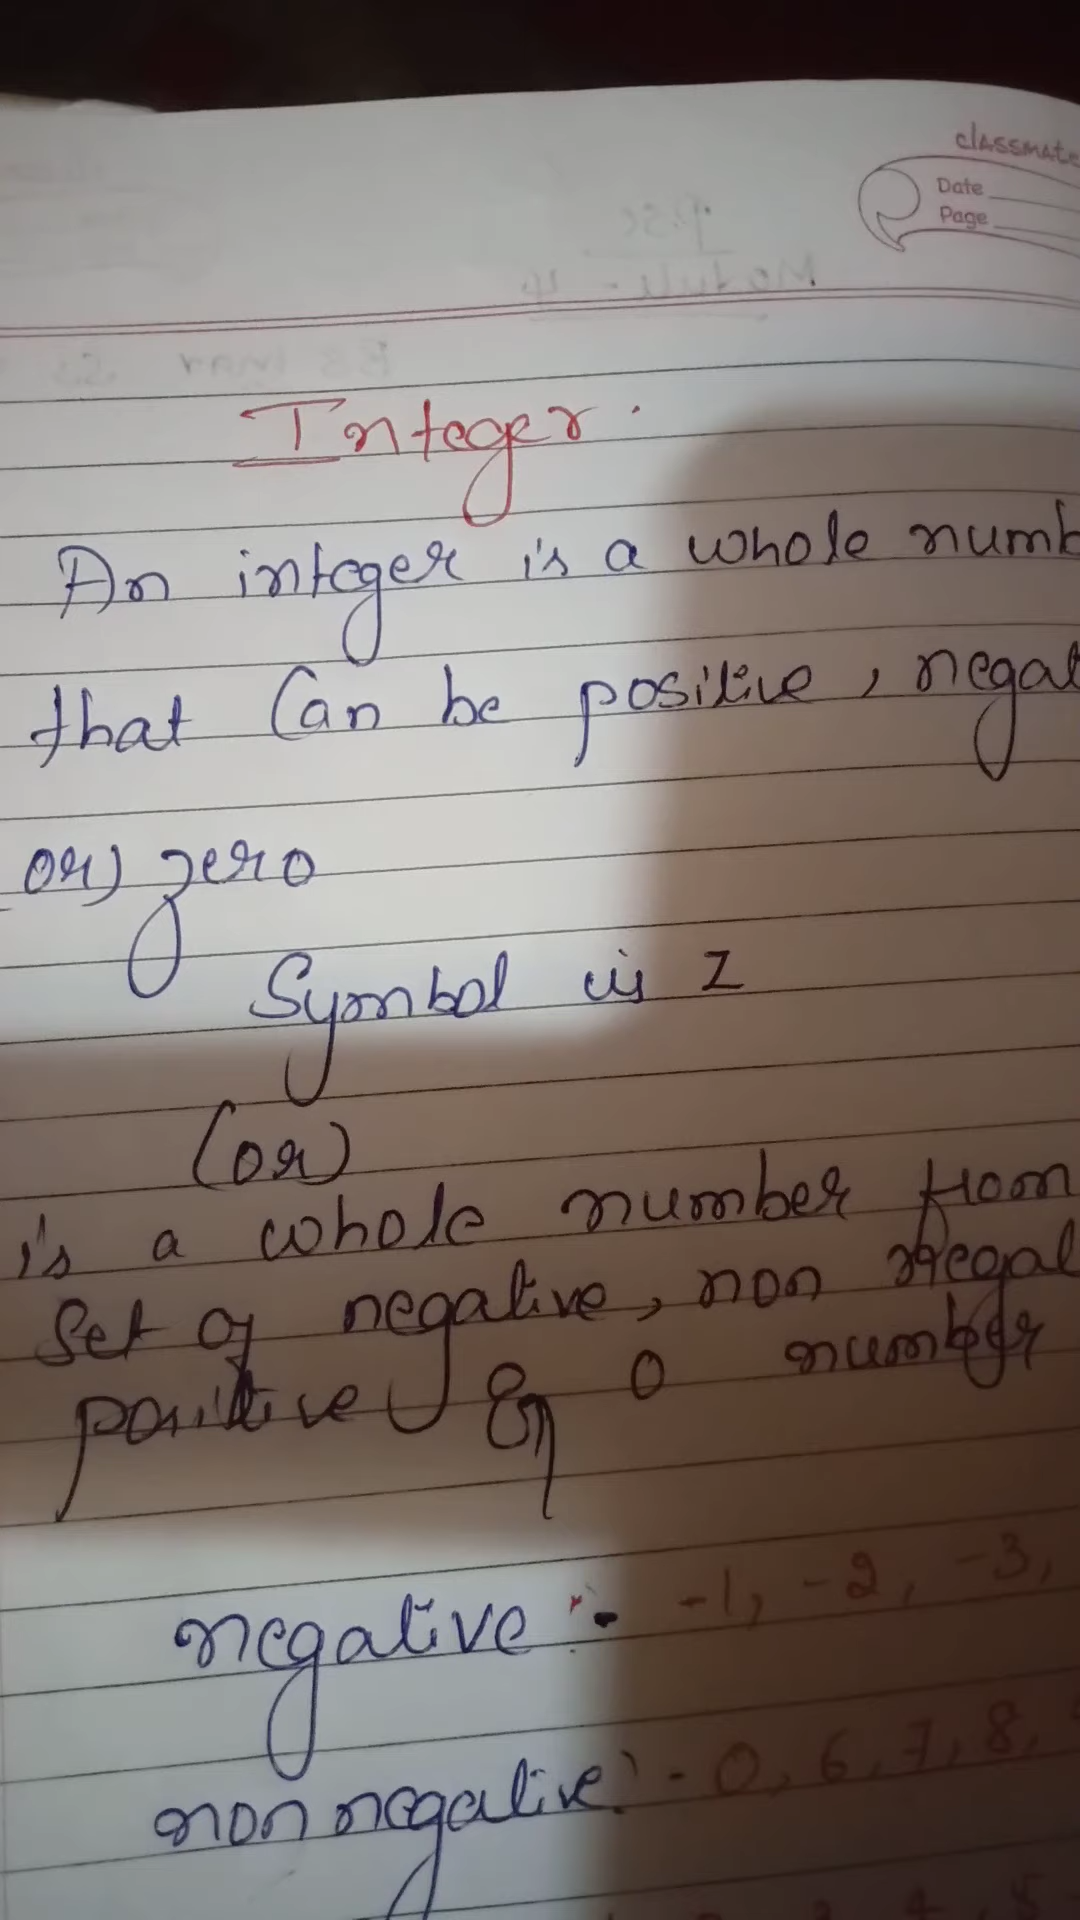 classmate
Date
Page
Integer.
An integer is a whole numb
that can be positive, negat
or) zero
Symbol is Z
(or)
is a whole number from
set of negative, non negat
positive & 0 number
negative :- -1, -2, -3,
non negative :- 0, 6, 7, 8,